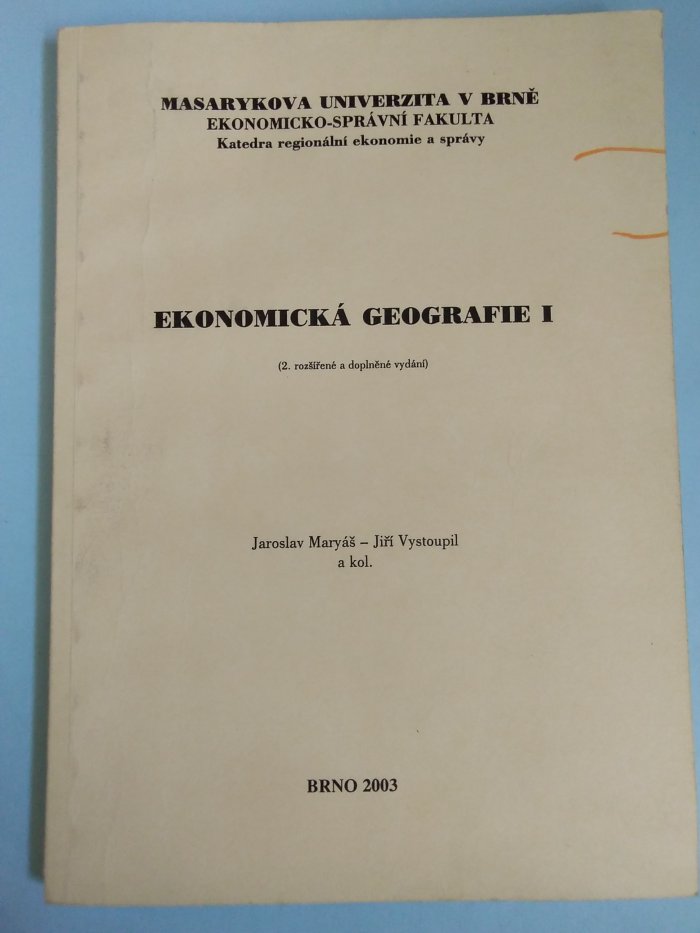 MASARYKOVA UNIVERZITA V BRNĚ
EKONOMICKO-SPRÁVNÍ FAKULTA
Katedra regionální ekonomie a správy
EKONOMICKÁ GEOGRAFIE I
(2. rozšířené a doplněné vydání)
Jaroslav Maryáš – Jiří Vystoupil
a kol.
BRNO 2003